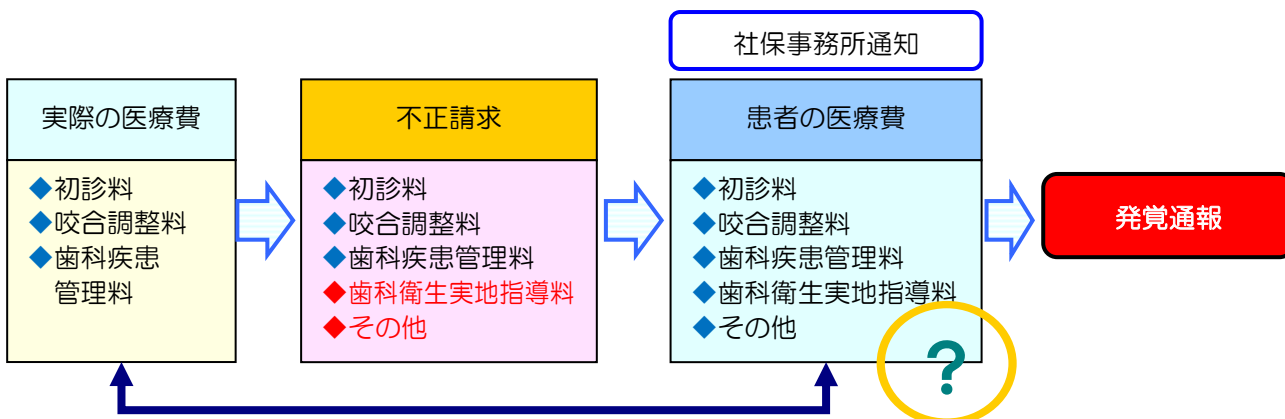 社保事務所通知
実際の医療費
◆初診料
◆咬合調整料
◆歯科疾患
管理料
不正請求
◆初診料
◆咬合調整料
◆歯科疾患管理料
◆歯科衛生実地指導料
◆その他
患者の医療費
◆初診料
◆咬合調整料
◆歯科疾患管理料
◆歯科衛生実地指導料
◆その他
?
発覚通報